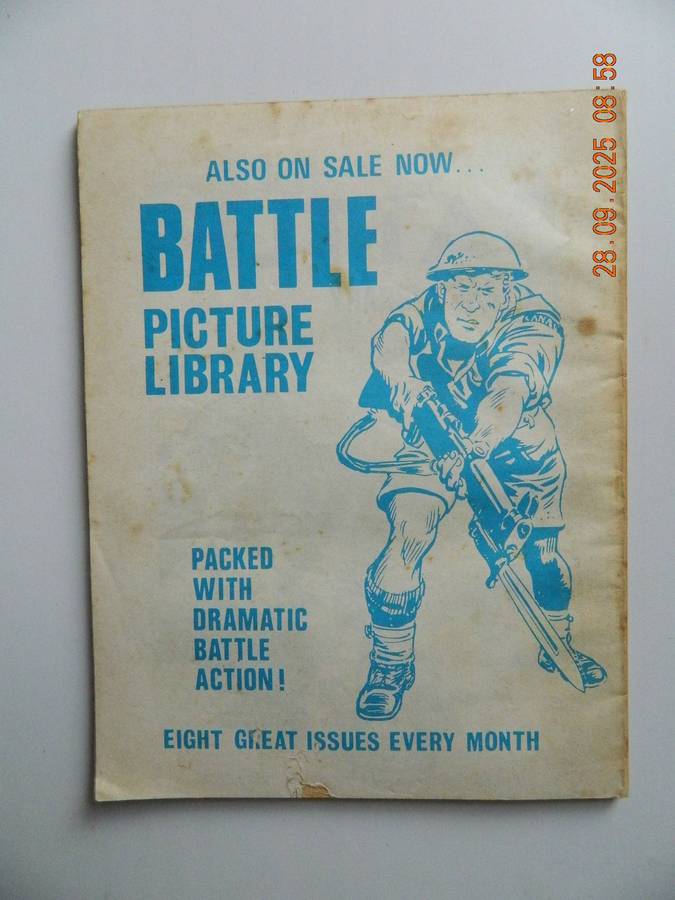 ALSO ON SALE NOW...
BATTLE
PICTURE
LIBRARY
PACKED
WITH
DRAMATIC
BATTLE
ACTION!
EIGHT GREAT ISSUES EVERY MONTH
28.09.2025 08:58